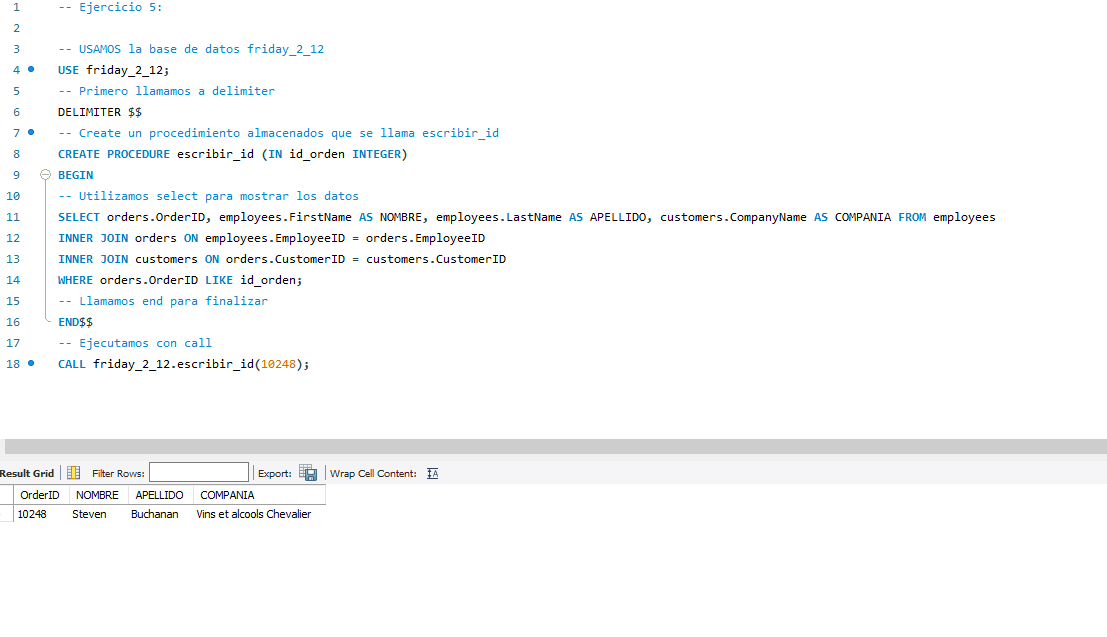 1 -- Ejercicio 5:
2
3 -- USAMOS la base de datos friday_2_12
4 USE friday_2_12;
5 -- Primero llamamos a delimiter
6 DELIMITER $$
7 -- Create un procedimiento almacenados que se llama escribir_id
8 CREATE PROCEDURE escribir_id (IN id_orden INTEGER)
9 BEGIN
10 -- Utilizamos select para mostrar los datos
11 SELECT orders.OrderID, employees.FirstName AS NOMBRE, employees.LastName AS APELLIDO, customers.CompanyName AS COMPANIA FROM employees
12 INNER JOIN orders ON employees.EmployeeID = orders.EmployeeID
13 INNER JOIN customers ON orders.CustomerID = customers.CustomerID
14 WHERE orders.OrderID LIKE id_orden;
15 -- Llamamos end para finalizar
16 END$$
17 -- Ejecutamos con call
18 CALL friday_2_12.escribir_id(10248);
Result Grid Filter Rows: Export: Wrap Cell Content:
OrderID NOMBRE APELLIDO COMPANIA
10248 Steven Buchanan Vins et alcools Chevalier